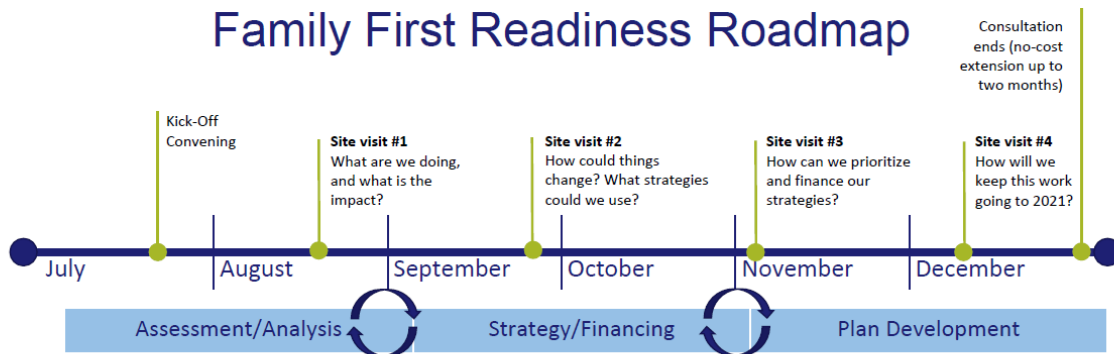 Family First Readiness Roadmap
Consultation
ends (no-cost
extension up to
two months)
Kick-Off
Convening
Site visit #1
What are we doing,
and what is the
impact?
Site visit #2
How could things
change? What strategies
could we use?
Site visit #3
How can we prioritize
and finance our
strategies?
Site visit #4
How will we
keep this work
going to 2021?
July
August
September
October
November
December
Assessment/Analysis
Strategy/Financing
Plan Development